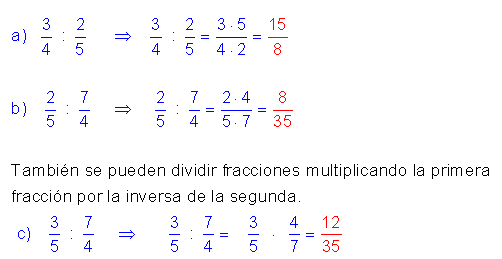 a) 3/4 : 2/5 ⇒ 3/4 : 2/5 = 3 · 5/4 · 2 = 15/8
b) 2/5 : 7/4 ⇒ 2/5 : 7/4 = 2 · 4/5 · 7 = 8/35
También se pueden dividir fracciones multiplicando la primera
fracción por la inversa de la segunda.
c) 3/5 : 7/4 ⇒ 3/5 : 7/4 = 3/5 · 4/7 = 12/35